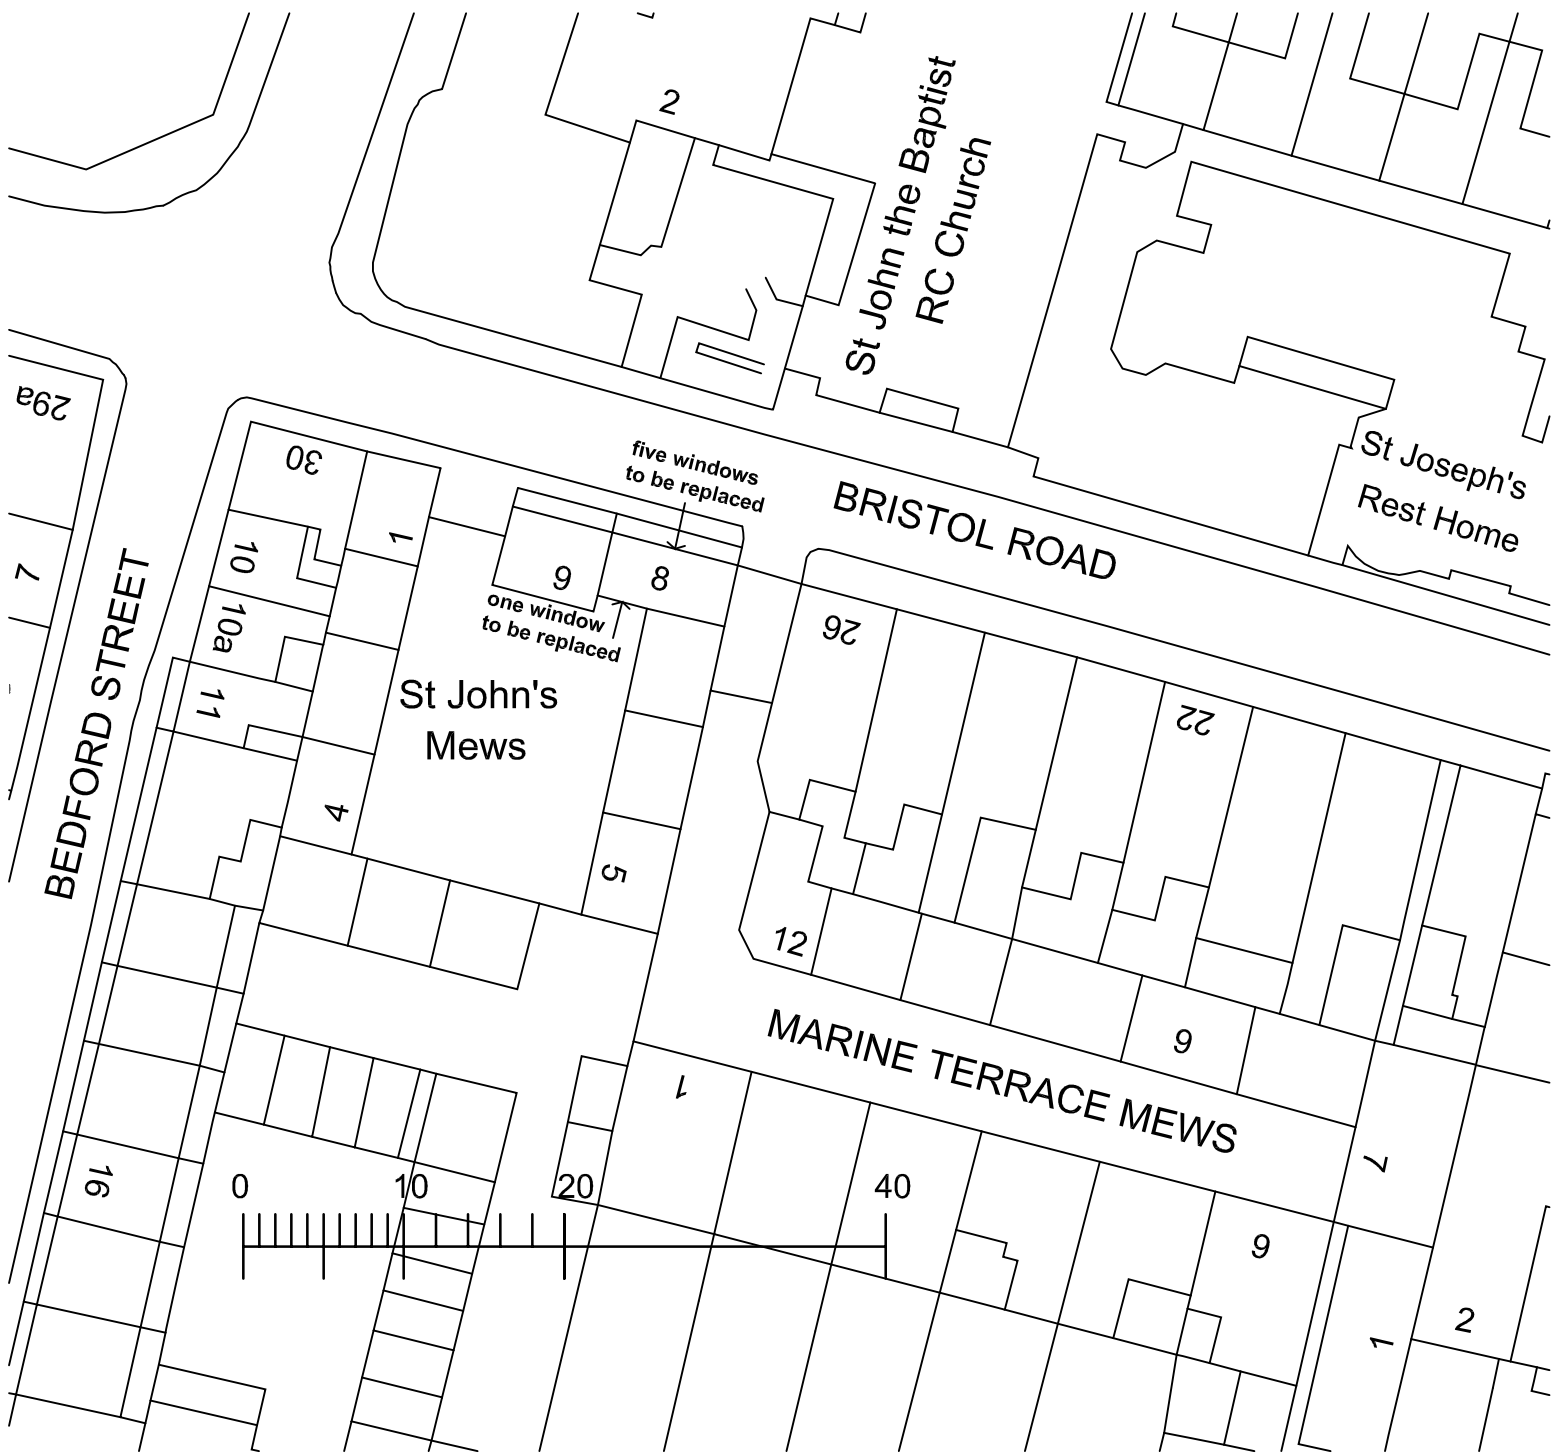 2
St John the Baptist
RC Church
29a
30
five windows
to be replaced
BRISTOL ROAD
St Joseph's
Rest Home
1
10
9
8
7
one window
to be replaced
10a
26
BEDFORD STREET
11
St John's
Mews
22
4
5
12
MARINE TERRACE MEWS
9
1
7
16
0
10
20
40
9
2
1